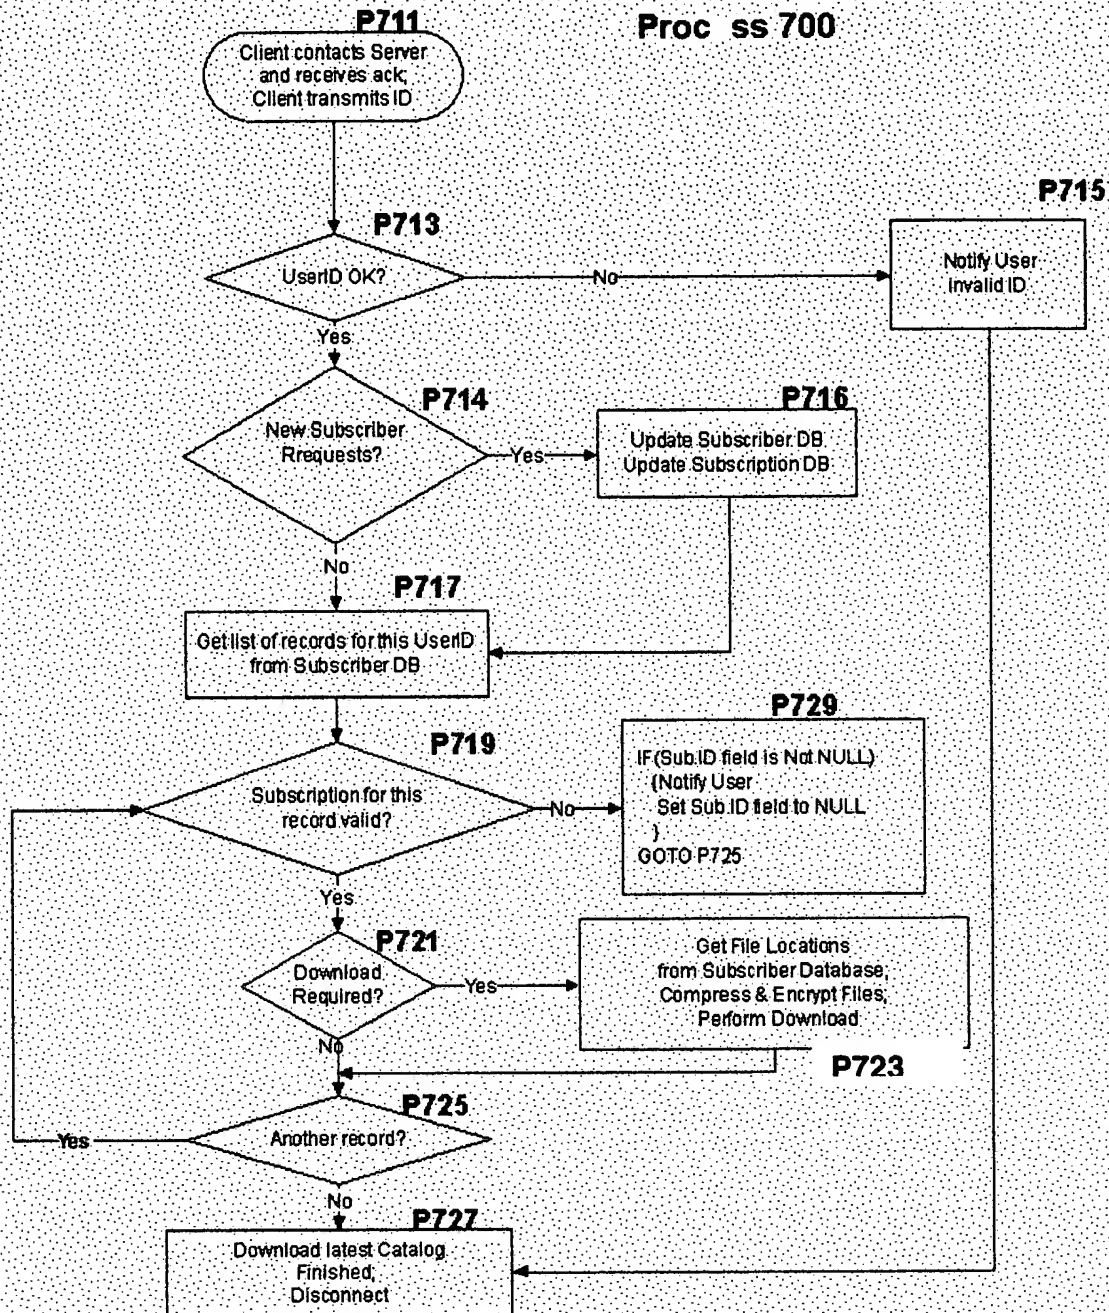 P711
Proc ss 700
Client contacts Server
and receives ack;
Client transmits ID
P713
P715
UserID OK?
No
Notify User
Invalid ID
Yes
P714
P716
New Subscriber
Rrequests?
Yes
Update Subscriber DB
Update Subscription DB
No
P717
Get list of records for this UserID
from Subscriber DB
P729
P719
IF(Sub.ID field is Not NULL)
{Notify User
Set Sub.ID field to NULL
}
GOTO P725
Subscription for this
record valid?
No
Yes
P721
Download
Required?
Yes
Get File Locations
from Subscriber Database;
Compress & Encrypt Files;
Perform Download
No
P723
P725
Another record?
Yes
No
P727
Download latest Catalog
Finished;
Disconnect